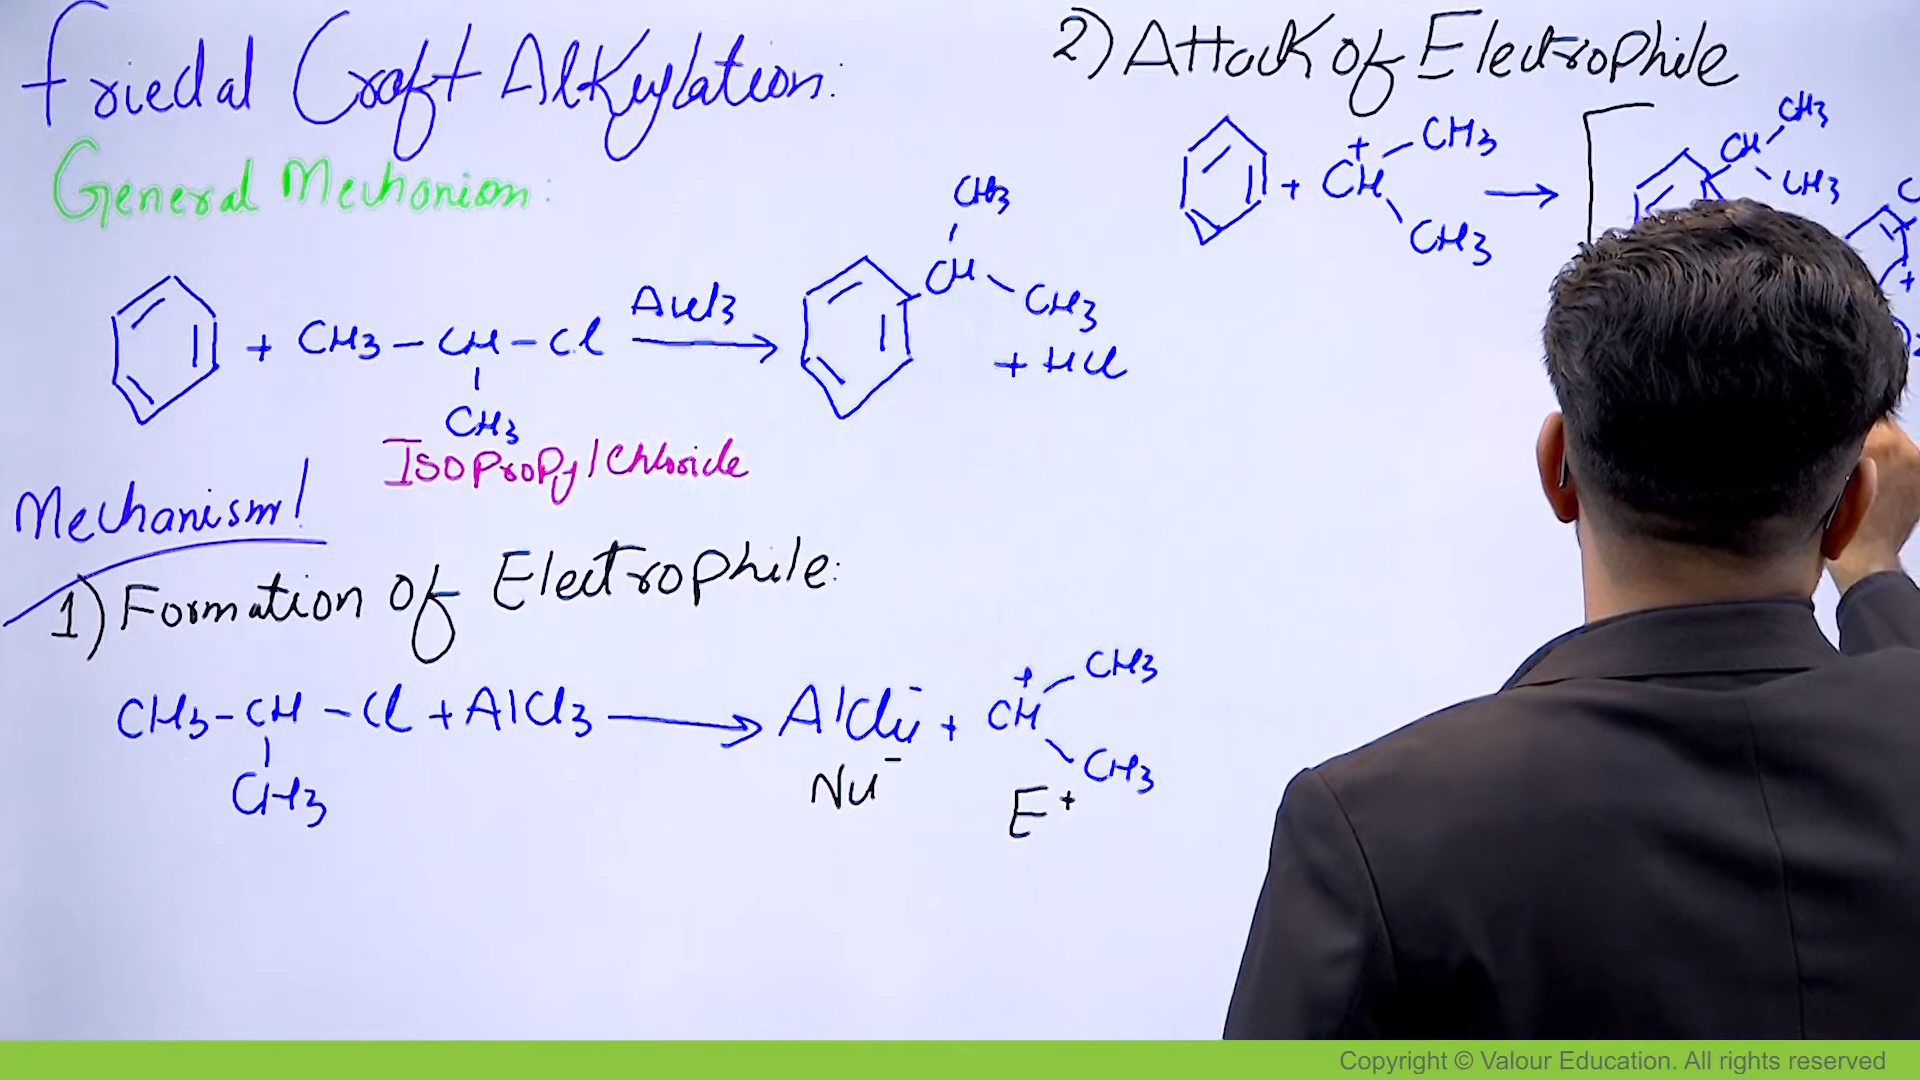 Friedal Craft Alkylation:
General Mechanism:
+ CH3 – CH – Cl AlCl3 → CH – CH3
CH3
CH3
+ HCl
Isopropyl Chloride
Mechanism!
1) Formation of Electrophile:
CH3 – CH – Cl + AlCl3 → AlCl4⁻ + CH⁺ CH3
CH3
CH3
Nu⁻
E⁺
2) Attack of Electrophile
+ CH⁺ CH3 → [ CH CH3
CH3
CH3
Copyright © Valour Education. All rights reserved